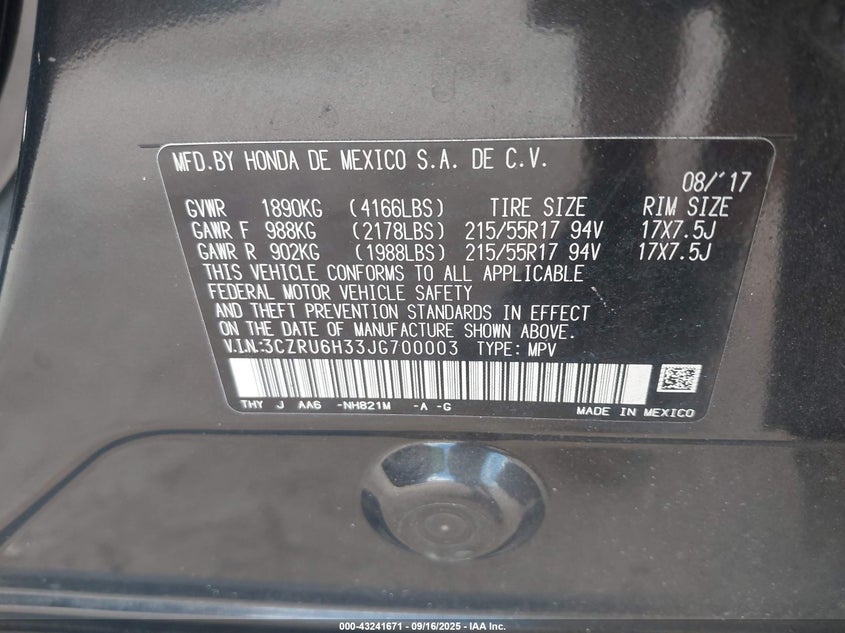 MFD.BY HONDA DE MEXICO S.A. DE C.V.
08/'17
GVWR 1890KG (4166LBS) TIRE SIZE RIM SIZE
GAWR F 988KG (2178LBS) 215/55R17 94V 17X7.5J
GAWR R 902KG (1988LBS) 215/55R17 94V 17X7.5J
THIS VEHICLE CONFORMS TO ALL APPLICABLE
FEDERAL MOTOR VEHICLE SAFETY
AND THEFT PREVENTION STANDARDS IN EFFECT
ON THE DATE OF MANUFACTURE SHOWN ABOVE.
V.I.N.:3CZRU6H33JG700003 TYPE: MPV
THY J AA6 -NH821M -A -G MADE IN MEXICO
000-43241671 - 09/16/2025 - IAA Inc.